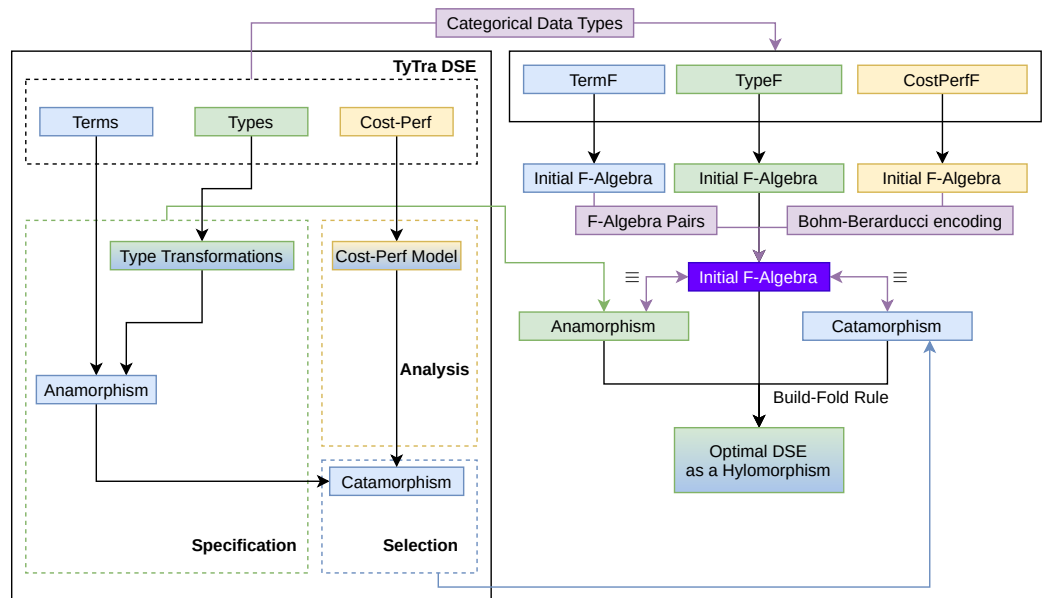 Categorical Data Types
TyTra DSE
Terms
Types
Cost-Perf
Type Transformations
Cost-Perf Model
Analysis
Anamorphism
Catamorphism
Specification
Selection
TermF
TypeF
CostPerfF
Initial F-Algebra
Initial F-Algebra
Initial F-Algebra
F-Algebra Pairs
Bohm-Berarducci encoding
≡
Initial F-Algebra
≡
Anamorphism
Catamorphism
Build-Fold Rule
Optimal DSE
as a Hylomorphism